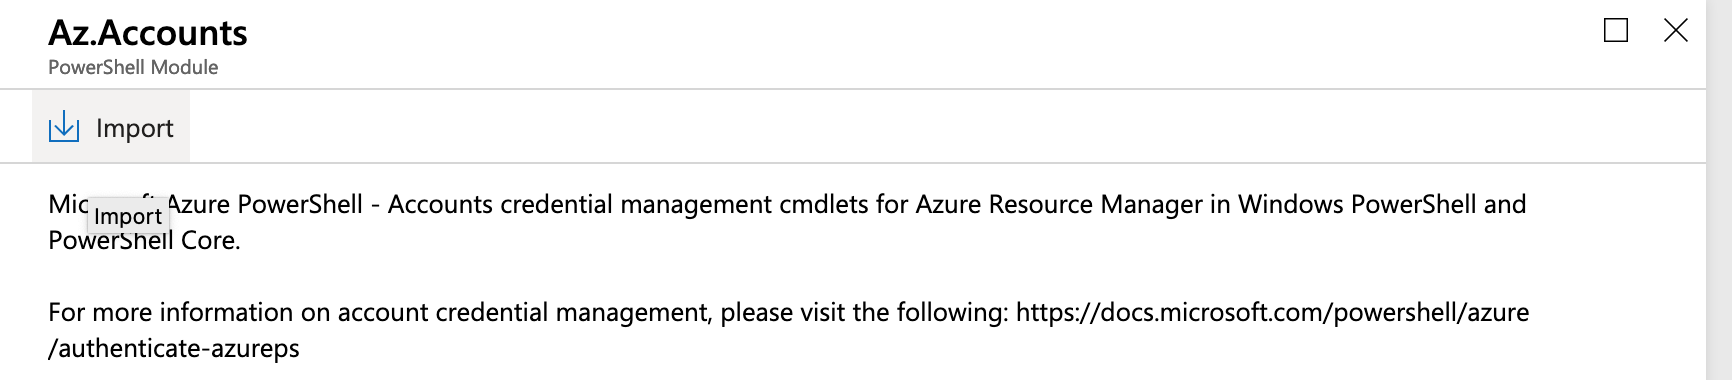 Az.Accounts
PowerShell Module
Import
Microsoft Azure PowerShell - Accounts credential management cmdlets for Azure Resource Manager in Windows PowerShell and
Import
PowerShell Core.
For more information on account credential management, please visit the following: https://docs.microsoft.com/powershell/azure
/authenticate-azureps